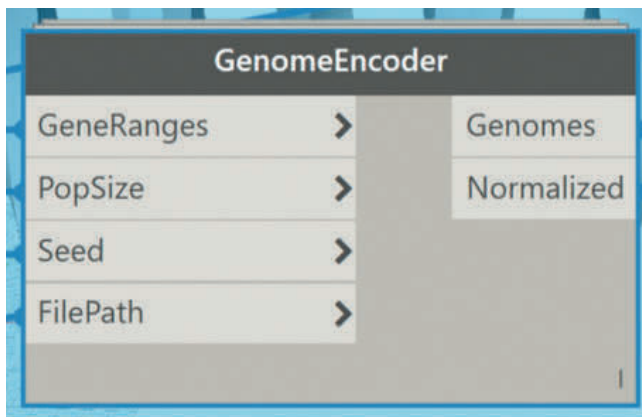 GenomeEncoder
GeneRanges > Genomes
PopSize > Normalized
Seed >
FilePath >
|